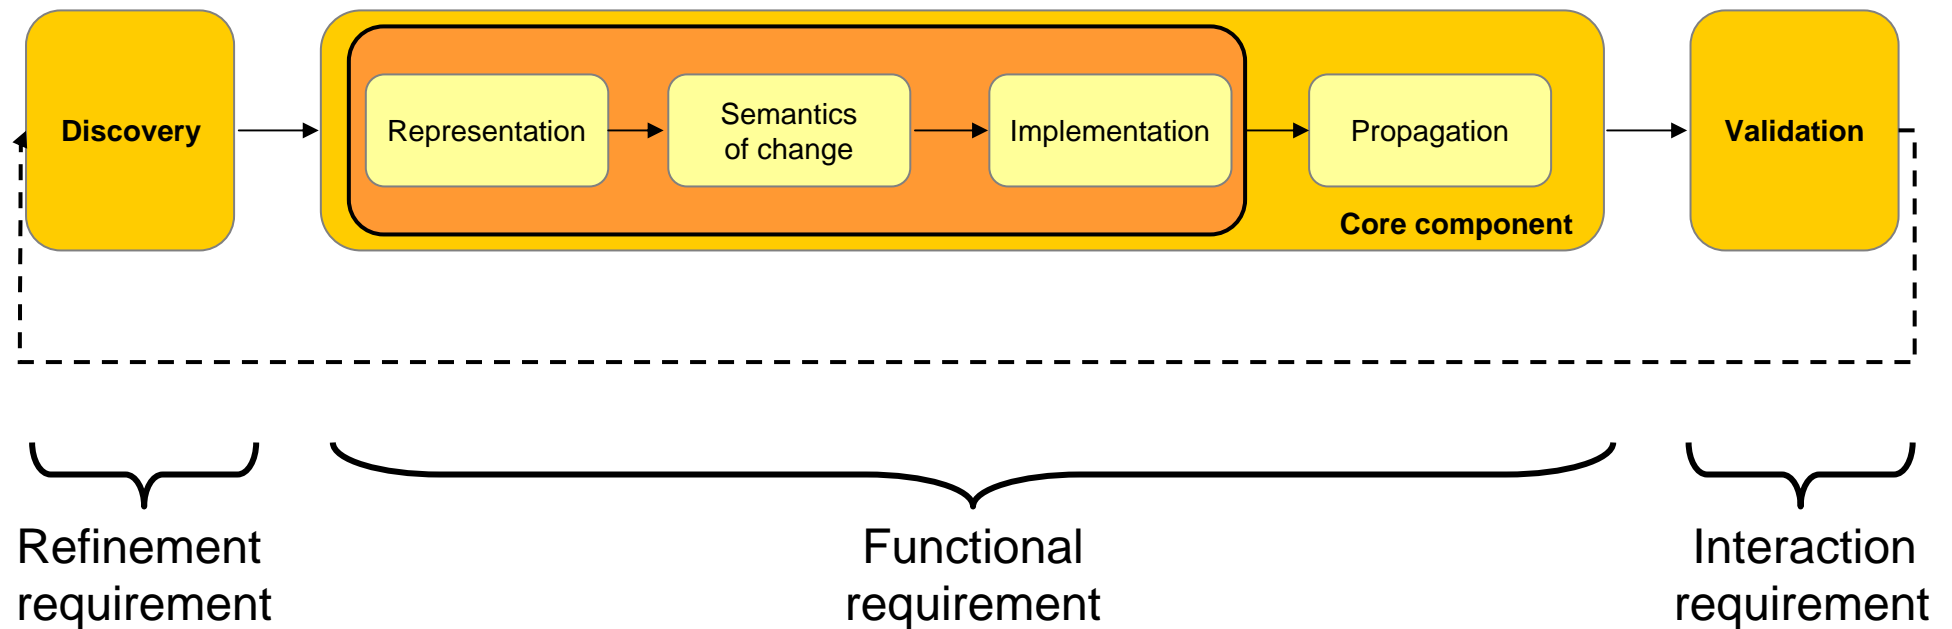 Discovery
Representation
Semantics
of change
Implementation
Propagation
Core component
Validation
Refinement
requirement
Functional
requirement
Interaction
requirement